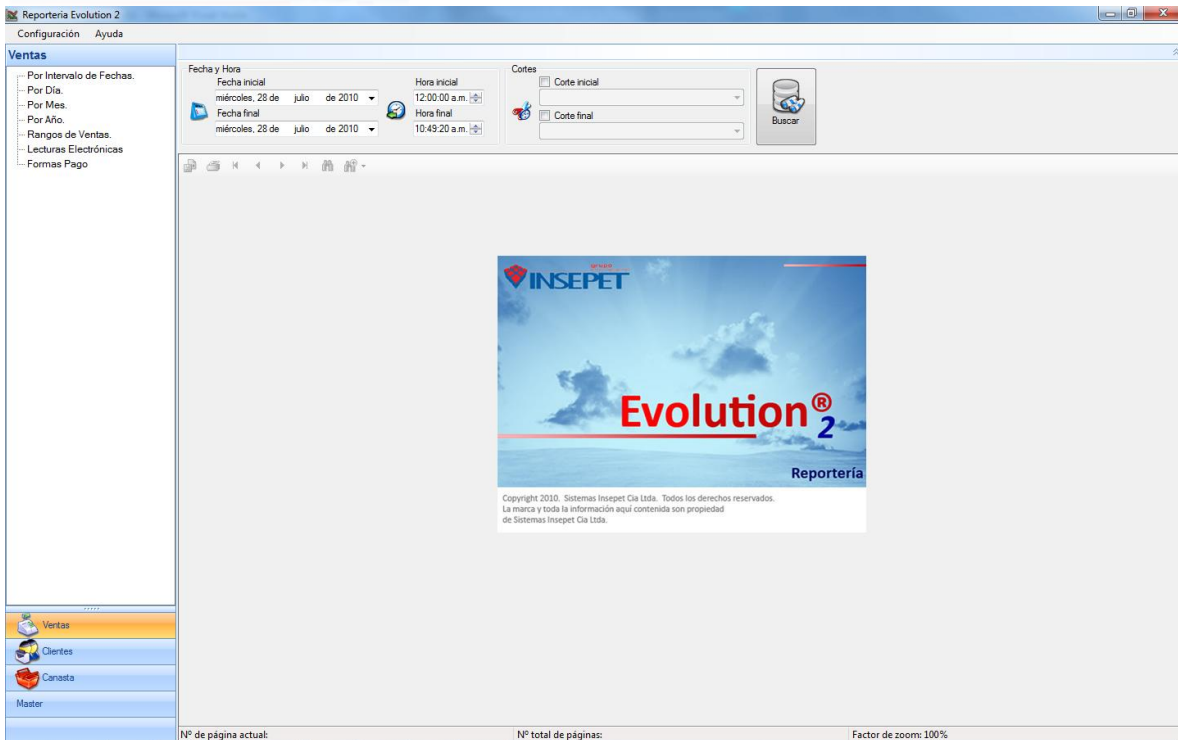 Reporteria Evolution 2
Configuración Ayuda
Ventas
Por Intervalo de Fechas.
Por Día.
Por Mes.
Por Año.
Rangos de Ventas.
Lecturas Electrónicas
Formas Pago
Fecha y Hora
Fecha inicial Hora inicial
miércoles, 28 de julio de 2010 12:00:00 a.m.
Fecha final Hora final
miércoles, 28 de julio de 2010 10:49:20 a.m.
Cortes
Corte inicial
Corte final
Buscar
INSEPET
Evolution® 2
Reportería
Copyright 2010. Sistemas Insepet Cia Ltda. Todos los derechos reservados.
La marca y toda la información aquí contenida son propiedad
de Sistemas Insepet Cia Ltda.
Ventas
Clientes
Canasta
Master
Nº de página actual: Nº total de páginas: Factor de zoom: 100%